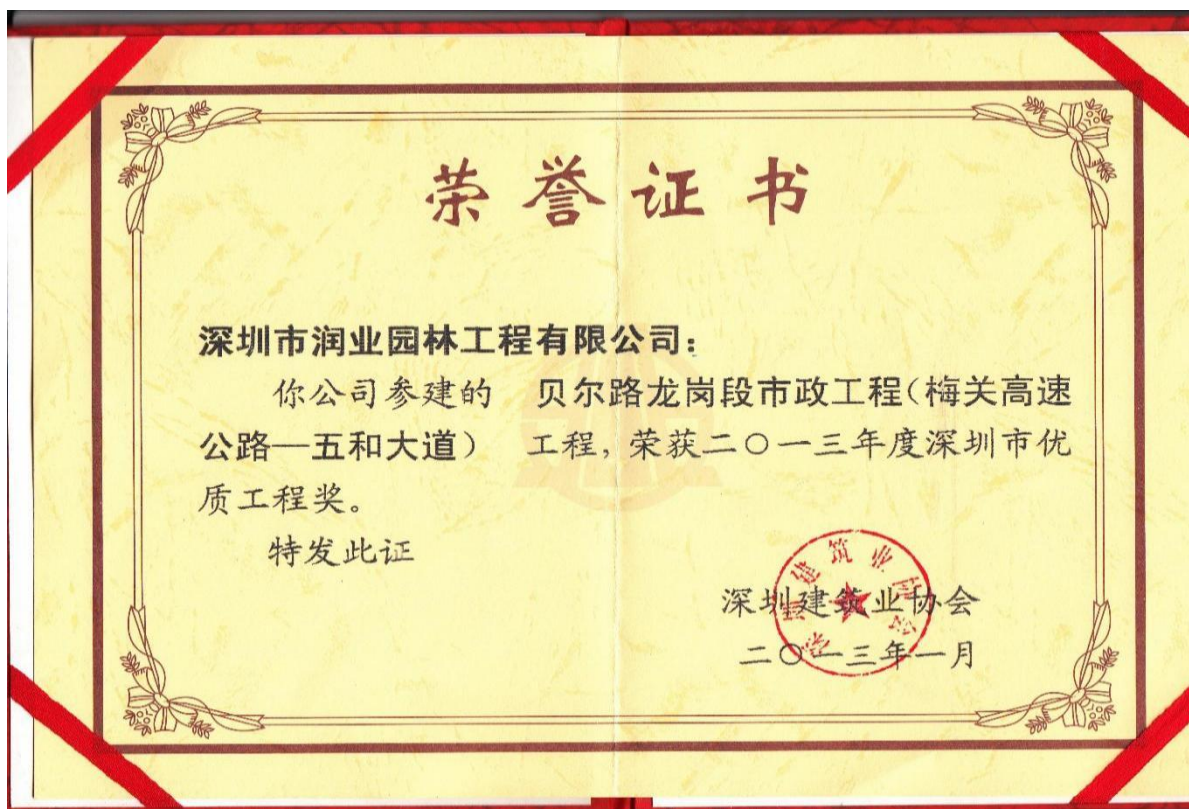 荣誉证书
深圳市润业园林工程有限公司：
你公司参建的 贝尔路龙岗段市政工程（梅关高速
公路—五和大道） 工程，荣获二〇一三年度深圳市优
质工程奖。
特发此证
深圳建筑业协会
二〇一三年一月